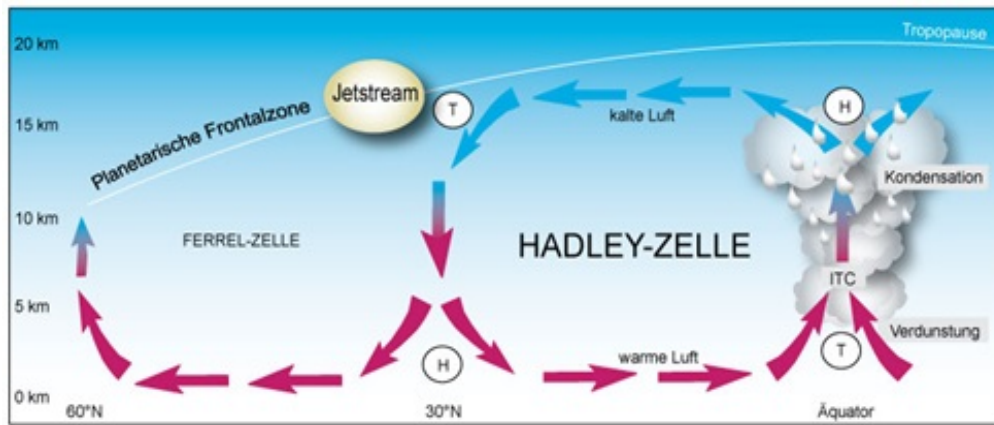 20 km
Tropopause
Jetstream
T
H
15 km
kalte Luft
Planetarische Frontalzone
Kondensation
10 km
FERREL-ZELLE
HADLEY-ZELLE
ITC
5 km
Verdunstung
H
warme Luft
T
0 km
60°N
30°N
Äquator